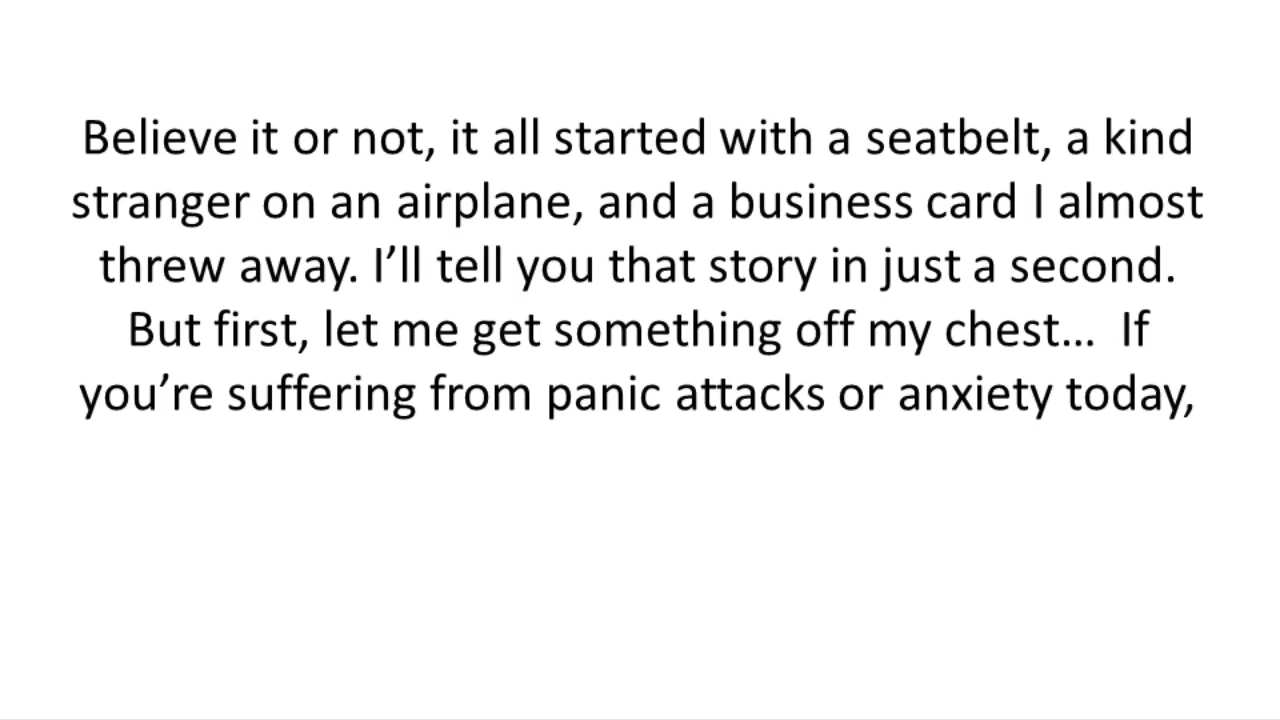 Believe it or not, it all started with a seatbelt, a kind
stranger on an airplane, and a business card I almost
threw away. I’ll tell you that story in just a second.
But first, let me get something off my chest…  If
you’re suffering from panic attacks or anxiety today,